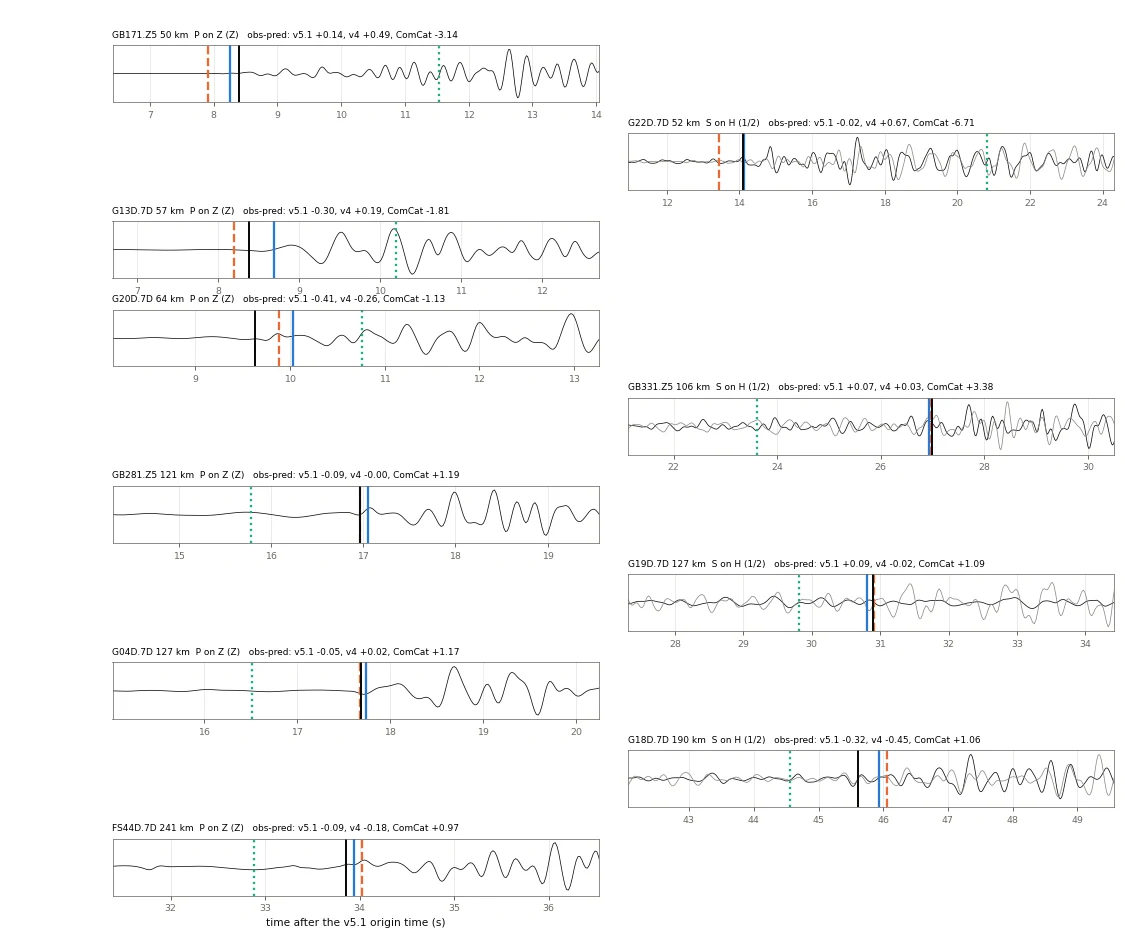 GB171.Z5 50 km  P on Z (Z)   obs-pred: v5.1 +0.14, v4 +0.49, ComCat -3.14
7 8 9 10 11 12 13 14
G22D.7D 52 km  S on H (1/2)   obs-pred: v5.1 -0.02, v4 +0.67, ComCat -6.71
12 14 16 18 20 22 24
G13D.7D 57 km  P on Z (Z)   obs-pred: v5.1 -0.30, v4 +0.19, ComCat -1.81
7 8 9 10 11 12
G20D.7D 64 km  P on Z (Z)   obs-pred: v5.1 -0.41, v4 -0.26, ComCat -1.13
9 10 11 12 13
GB331.Z5 106 km  S on H (1/2)   obs-pred: v5.1 +0.07, v4 +0.03, ComCat +3.38
22 24 26 28 30
GB281.Z5 121 km  P on Z (Z)   obs-pred: v5.1 -0.09, v4 -0.00, ComCat +1.19
15 16 17 18 19
G19D.7D 127 km  S on H (1/2)   obs-pred: v5.1 +0.09, v4 -0.02, ComCat +1.09
28 29 30 31 32 33 34
G04D.7D 127 km  P on Z (Z)   obs-pred: v5.1 -0.05, v4 +0.02, ComCat +1.17
16 17 18 19 20
G18D.7D 190 km  S on H (1/2)   obs-pred: v5.1 -0.32, v4 -0.45, ComCat +1.06
43 44 45 46 47 48 49
FS44D.7D 241 km  P on Z (Z)   obs-pred: v5.1 -0.09, v4 -0.18, ComCat +0.97
32 33 34 35 36
time after the v5.1 origin time (s)